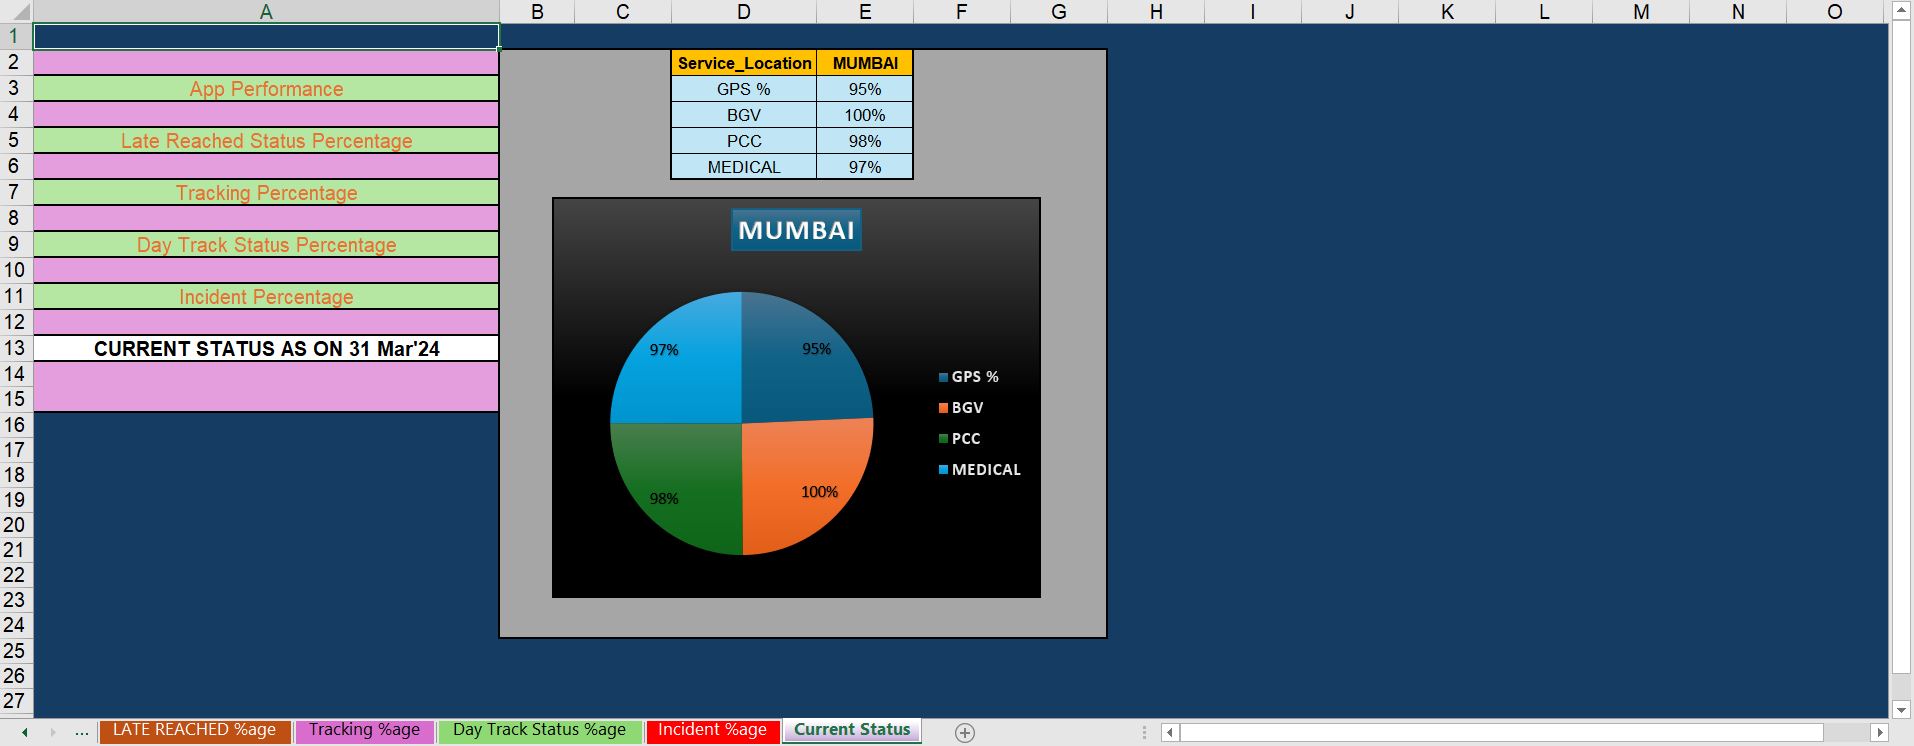 A B C D E F G H I J K L M N O
1
2 Service_Location MUMBAI
3 App Performance GPS % 95%
4 BGV 100%
5 Late Reached Status Percentage PCC 98%
6 MEDICAL 97%
7 Tracking Percentage
8 MUMBAI
9 Day Track Status Percentage
10
11 Incident Percentage
12
13 CURRENT STATUS AS ON 31 Mar'24 97% 95%
14 GPS %
15 BGV
16 PCC
17
18 MEDICAL
19 98% 100%
20
21
22
23
24
25
26
27
... LATE REACHED %age Tracking %age Day Track Status %age Incident %age Current Status